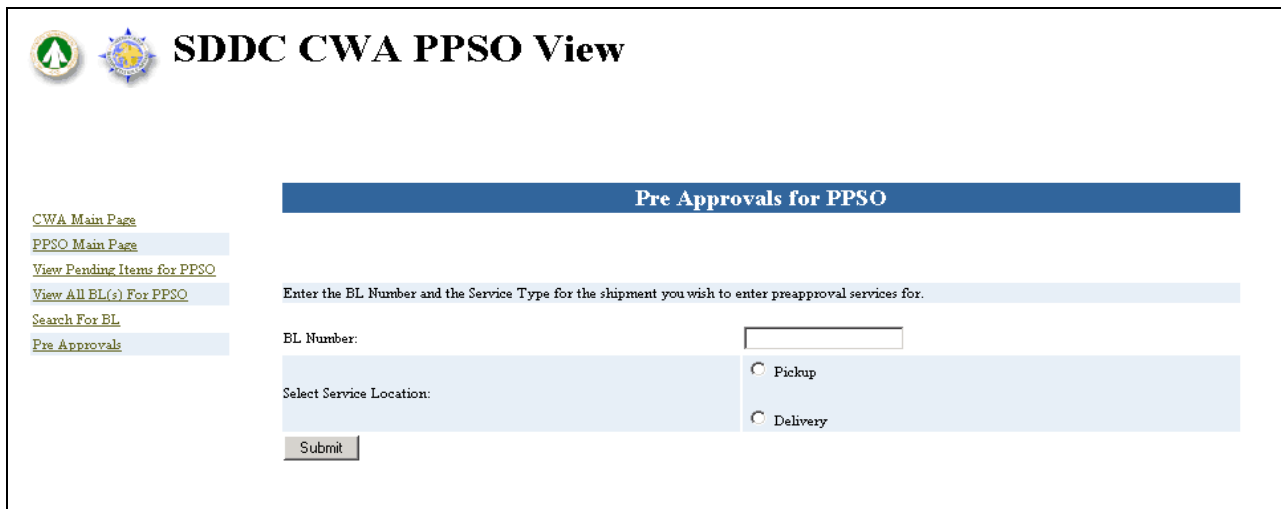 SDDC CWA PPSO View
Pre Approvals for PPSO
CWA Main Page
PPSO Main Page
View Pending Items for PPSO
View All BL(s) For PPSO
Search For BL
Pre Approvals
Enter the BL Number and the Service Type for the shipment you wish to enter preapproval services for.
BL Number:
Select Service Location:
Pickup
Delivery
Submit